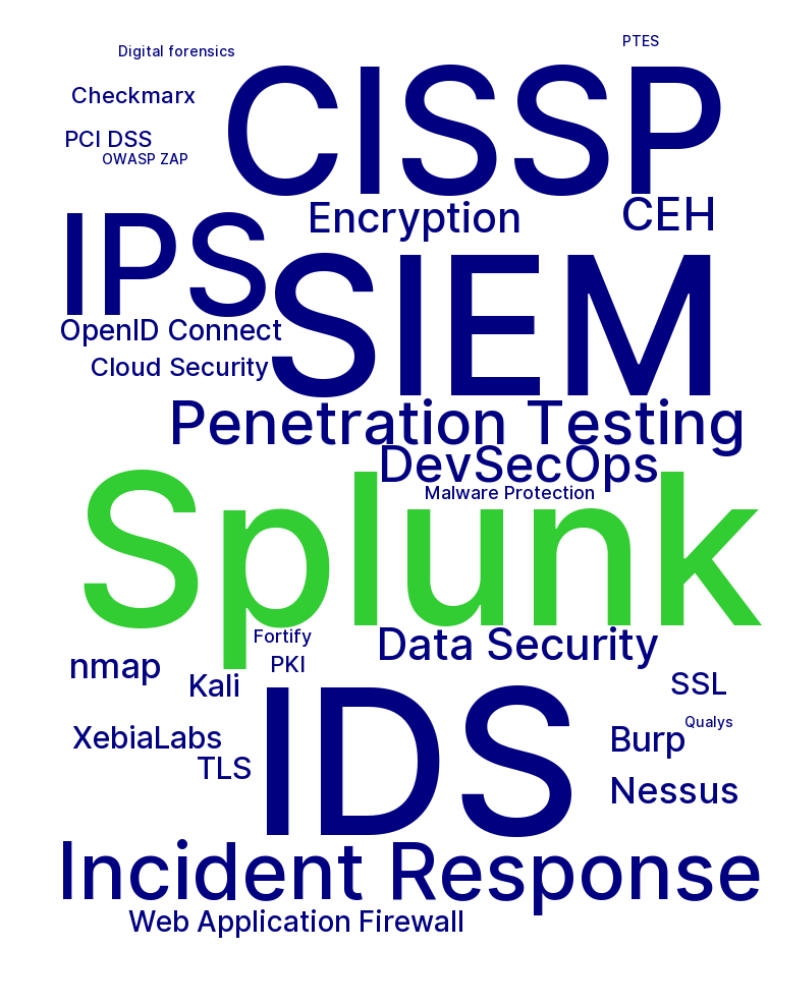 PTES
Digital forensics
CISSP
Checkmarx
PCI DSS
OWASP ZAP
Encryption
CEH
IPS
SIEM
OpenID Connect
Cloud Security
Penetration Testing
DevSecOps
Malware Protection
Splunk
Fortify
Data Security
nmap
PKI
Kali
SSL
IDS
Qualys
XebiaLabs
Burp
TLS
Nessus
Incident Response
Web Application Firewall